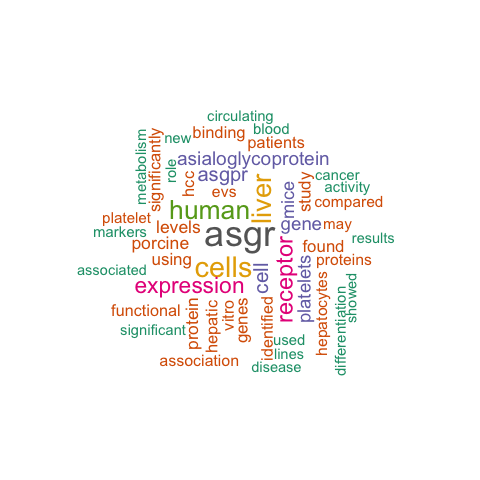 circulating
new
binding
blood
patients
metabolism
significantly
role
hcc
asialoglycoprotein
asgpr
evs
liver
mice
study
cancer
activity
compared
platelet
markers
levels
human
asgr
gene
may
results
porcine
using
cells
cell
receptor
found
proteins
platelets
associated
expression
hepatocytes
differentiation
showed
functional
significant
protein
hepatic
vitro
genes
identified
used
lines
association
disease